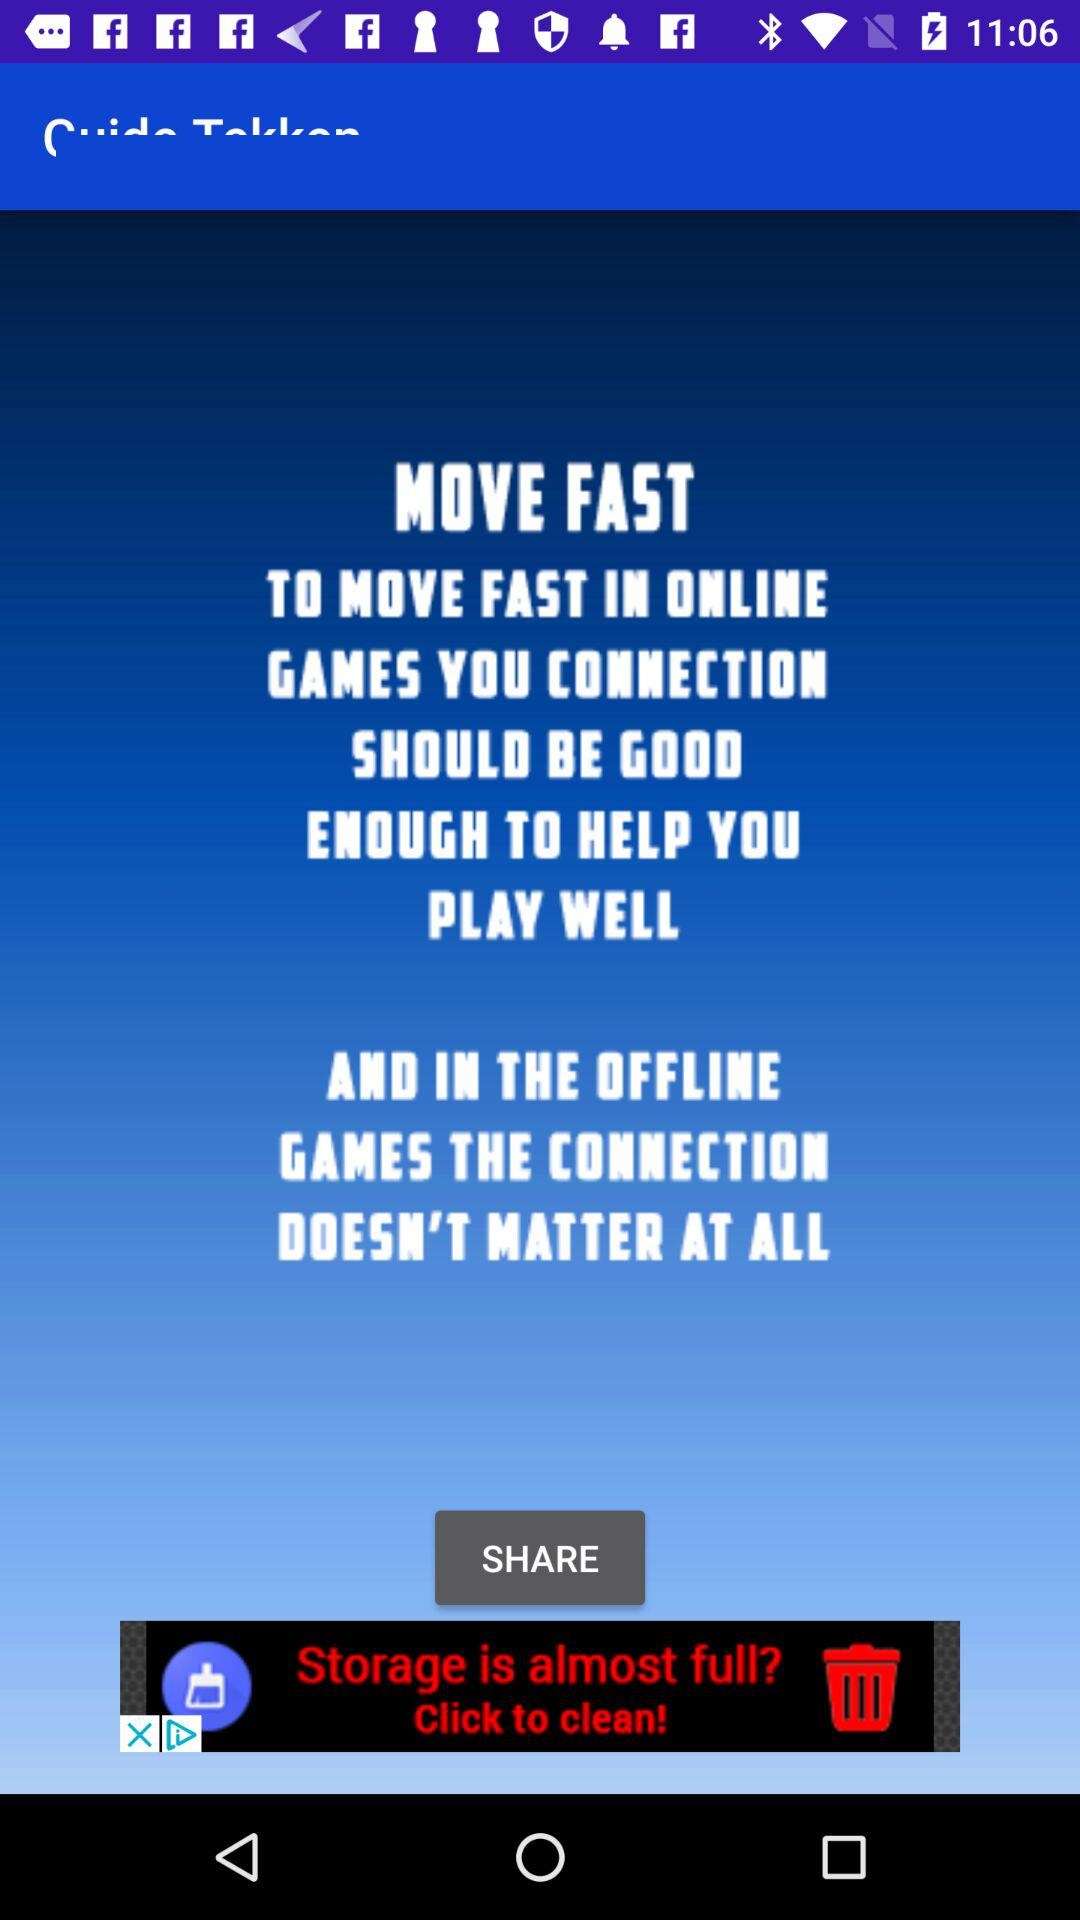 11:06
Guide Tekken
MOVE FAST
TO MOVE FAST IN ONLINE
GAMES YOU CONNECTION
SHOULD BE GOOD
ENOUGH TO HELP YOU
PLAY WELL
AND IN THE OFFLINE
GAMES THE CONNECTION
DOESN'T MATTER AT ALL
SHARE
Storage is almost full?
Click to clean!